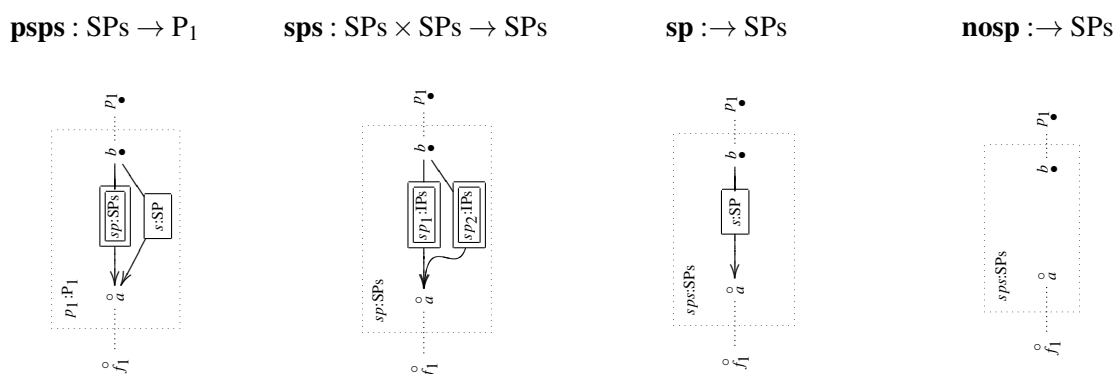 psps : SPs → P₁ sps : SPs × SPs → SPs sp :→ SPs nosp :→ SPs
p₁
b
sp:SPs
s:SP
a
p₁:P₁
f₁
p₁
b
sp₁:IPs
sp₂:IPs
a
sp:SPs
f₁
p₁
b
s:SP
a
sps:SPs
f₁
p₁
b
a
sps:SPs
f₁